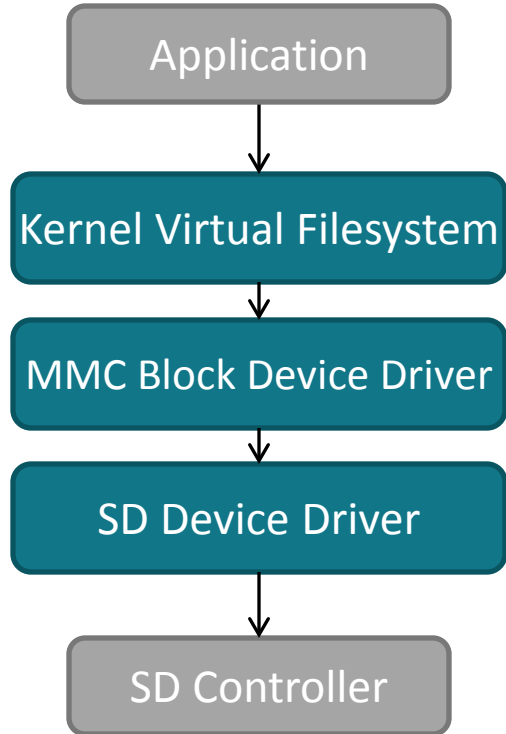 Application
Kernel Virtual Filesystem
MMC Block Device Driver
SD Device Driver
SD Controller